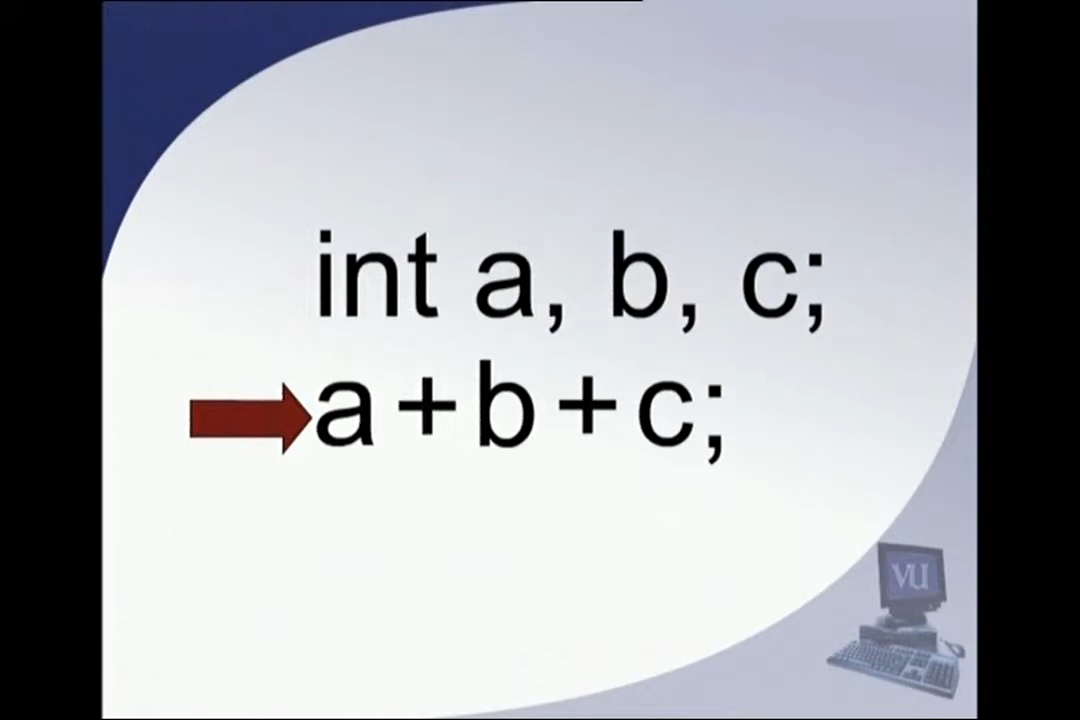 int a, b, c;
a + b + c;
VU